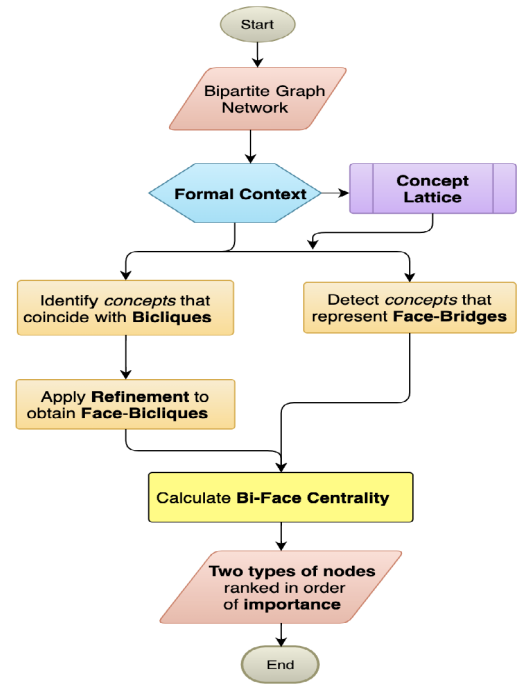 Start
Bipartite Graph
Network
Formal Context
Concept
Lattice
Identify concepts that
coincide with Bicliques
Detect concepts that
represent Face-Bridges
Apply Refinement to
obtain Face-Bicliques
Calculate Bi-Face Centrality
Two types of nodes
ranked in order
of importance
End